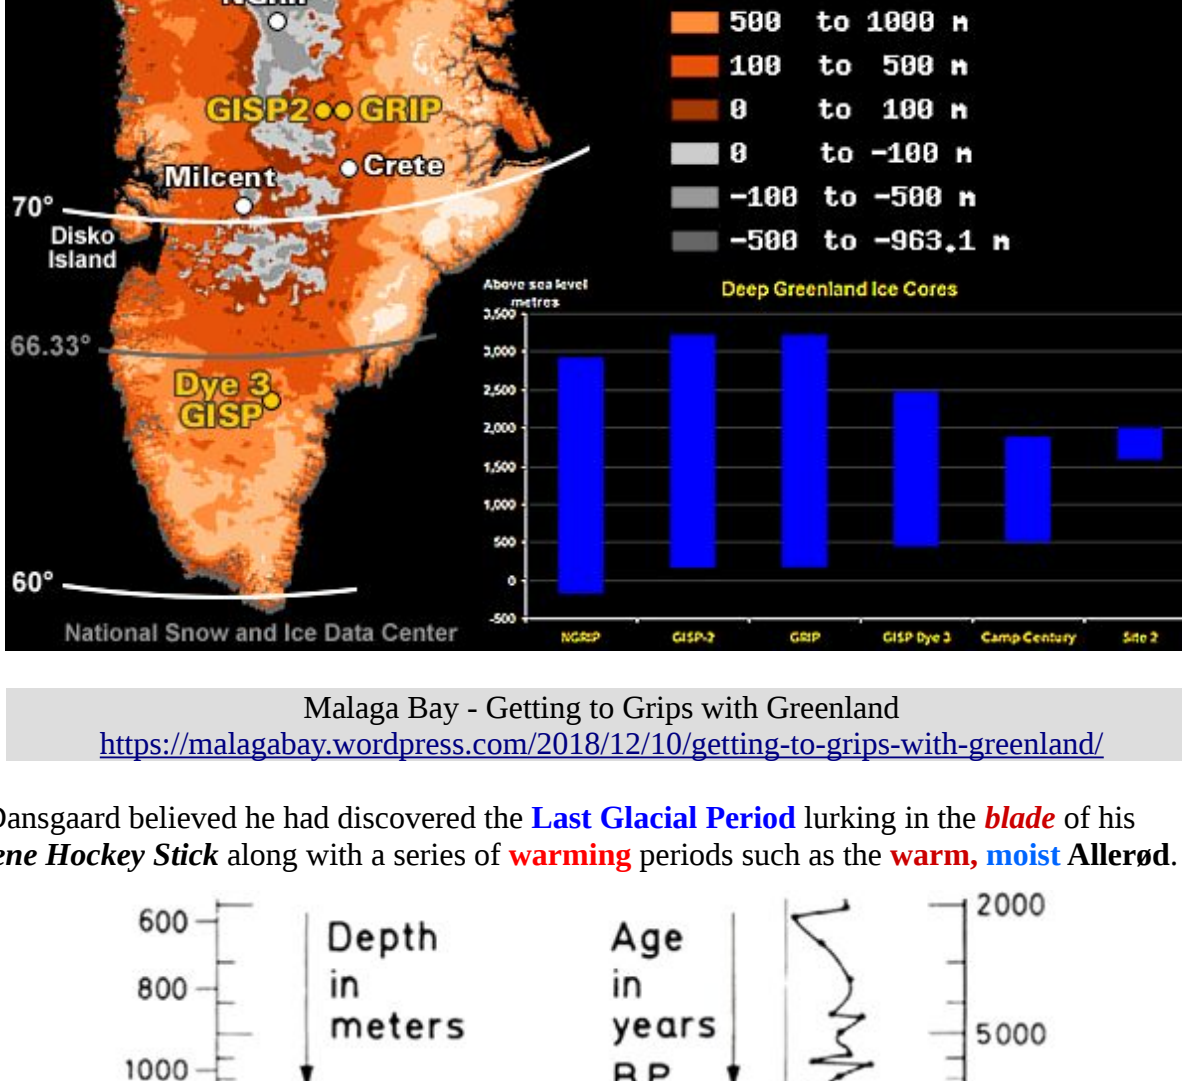 500 to 1000 m
100 to 500 m
0 to 100 m
0 to -100 m
-100 to -500 m
-500 to -963.1 m
GISP2 GRIP
Crete
Milcent
70°
Disko
Island
66.33°
Dye 3
GISP
60°
National Snow and Ice Data Center
Above sea level
metres
Deep Greenland Ice Cores
3,500
3,000
2,500
2,000
1,500
1,000
500
0
-500
NGRIP GISP-2 GRIP GISP Dye 3 Camp Century Site 2
Malaga Bay - Getting to Grips with Greenland
https://malagabay.wordpress.com/2018/12/10/getting-to-grips-with-greenland/
Dansgaard believed he had discovered the Last Glacial Period lurking in the blade of his
ene Hockey Stick along with a series of warming periods such as the warm, moist Allerød.
600
800
1000
Depth
in
meters
Age
in
years
B.P.
2000
5000